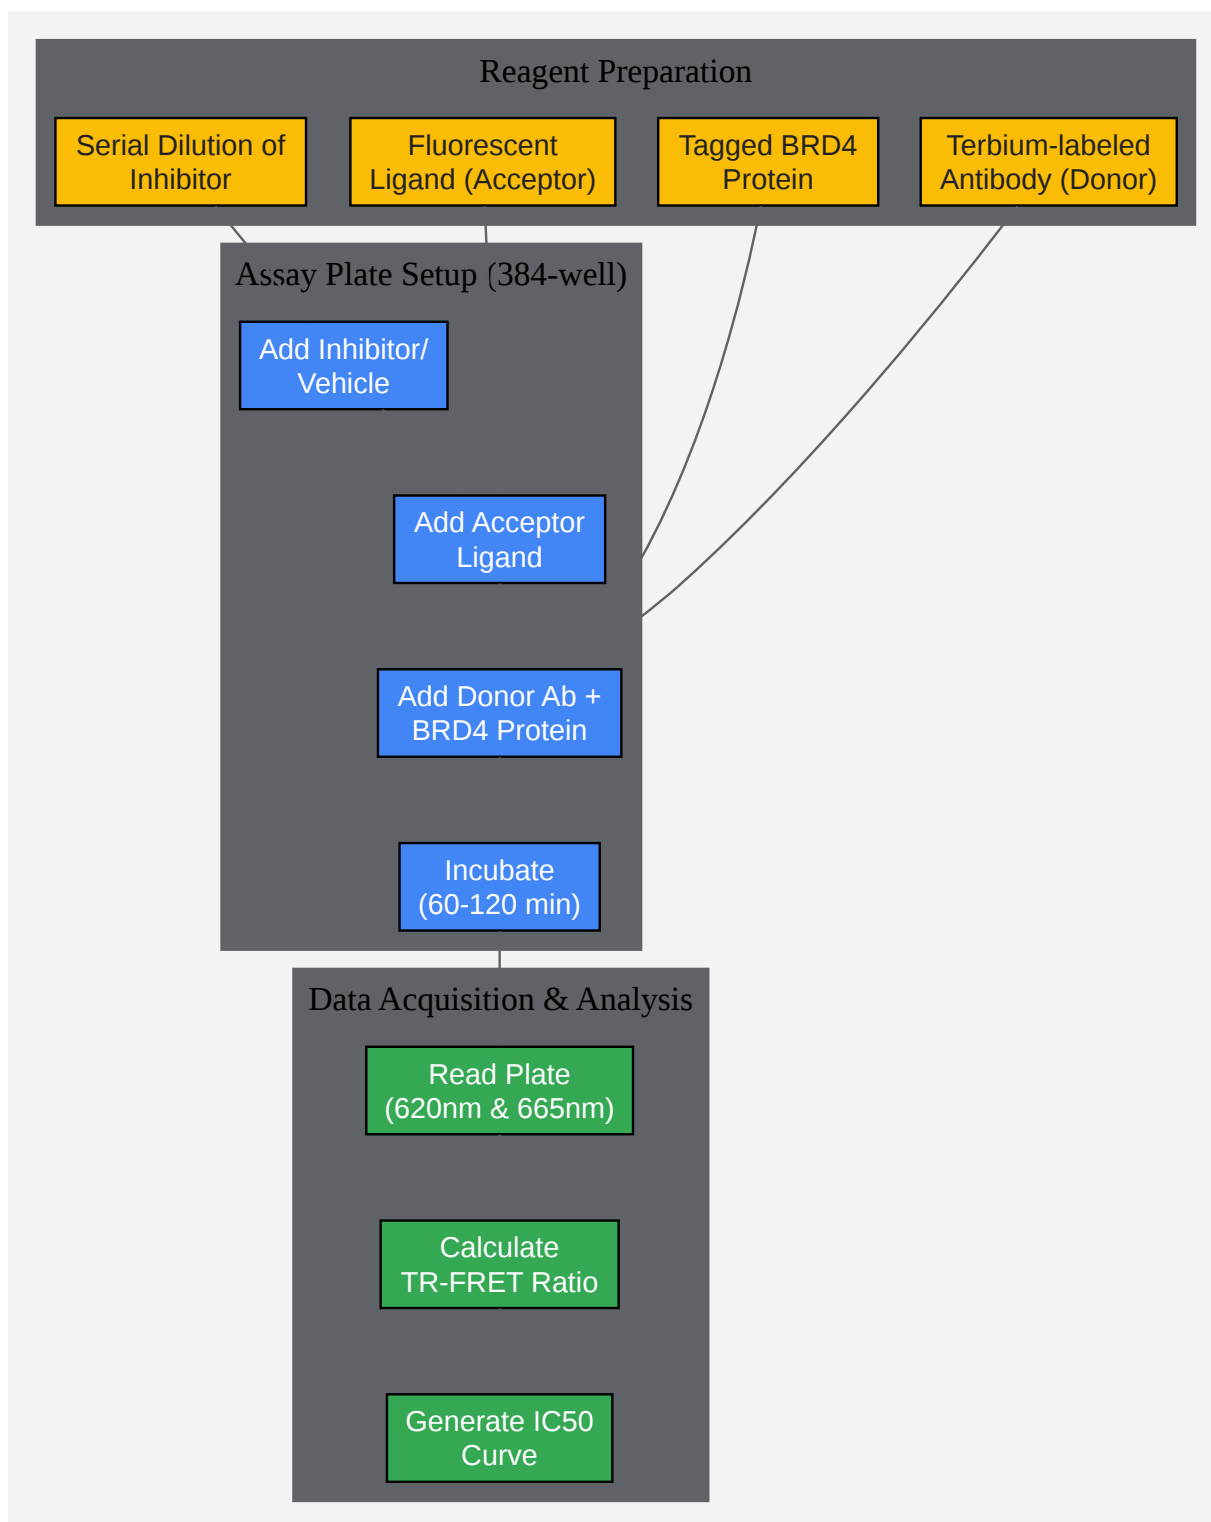 Reagent Preparation
Serial Dilution of
Inhibitor
Fluorescent
Ligand (Acceptor)
Tagged BRD4
Protein
Terbium-labeled
Antibody (Donor)
Assay Plate Setup (384-well)
Add Inhibitor/
Vehicle
Add Acceptor
Ligand
Add Donor Ab +
BRD4 Protein
Incubate
(60-120 min)
Data Acquisition & Analysis
Read Plate
(620nm & 665nm)
Calculate
TR-FRET Ratio
Generate IC50
Curve